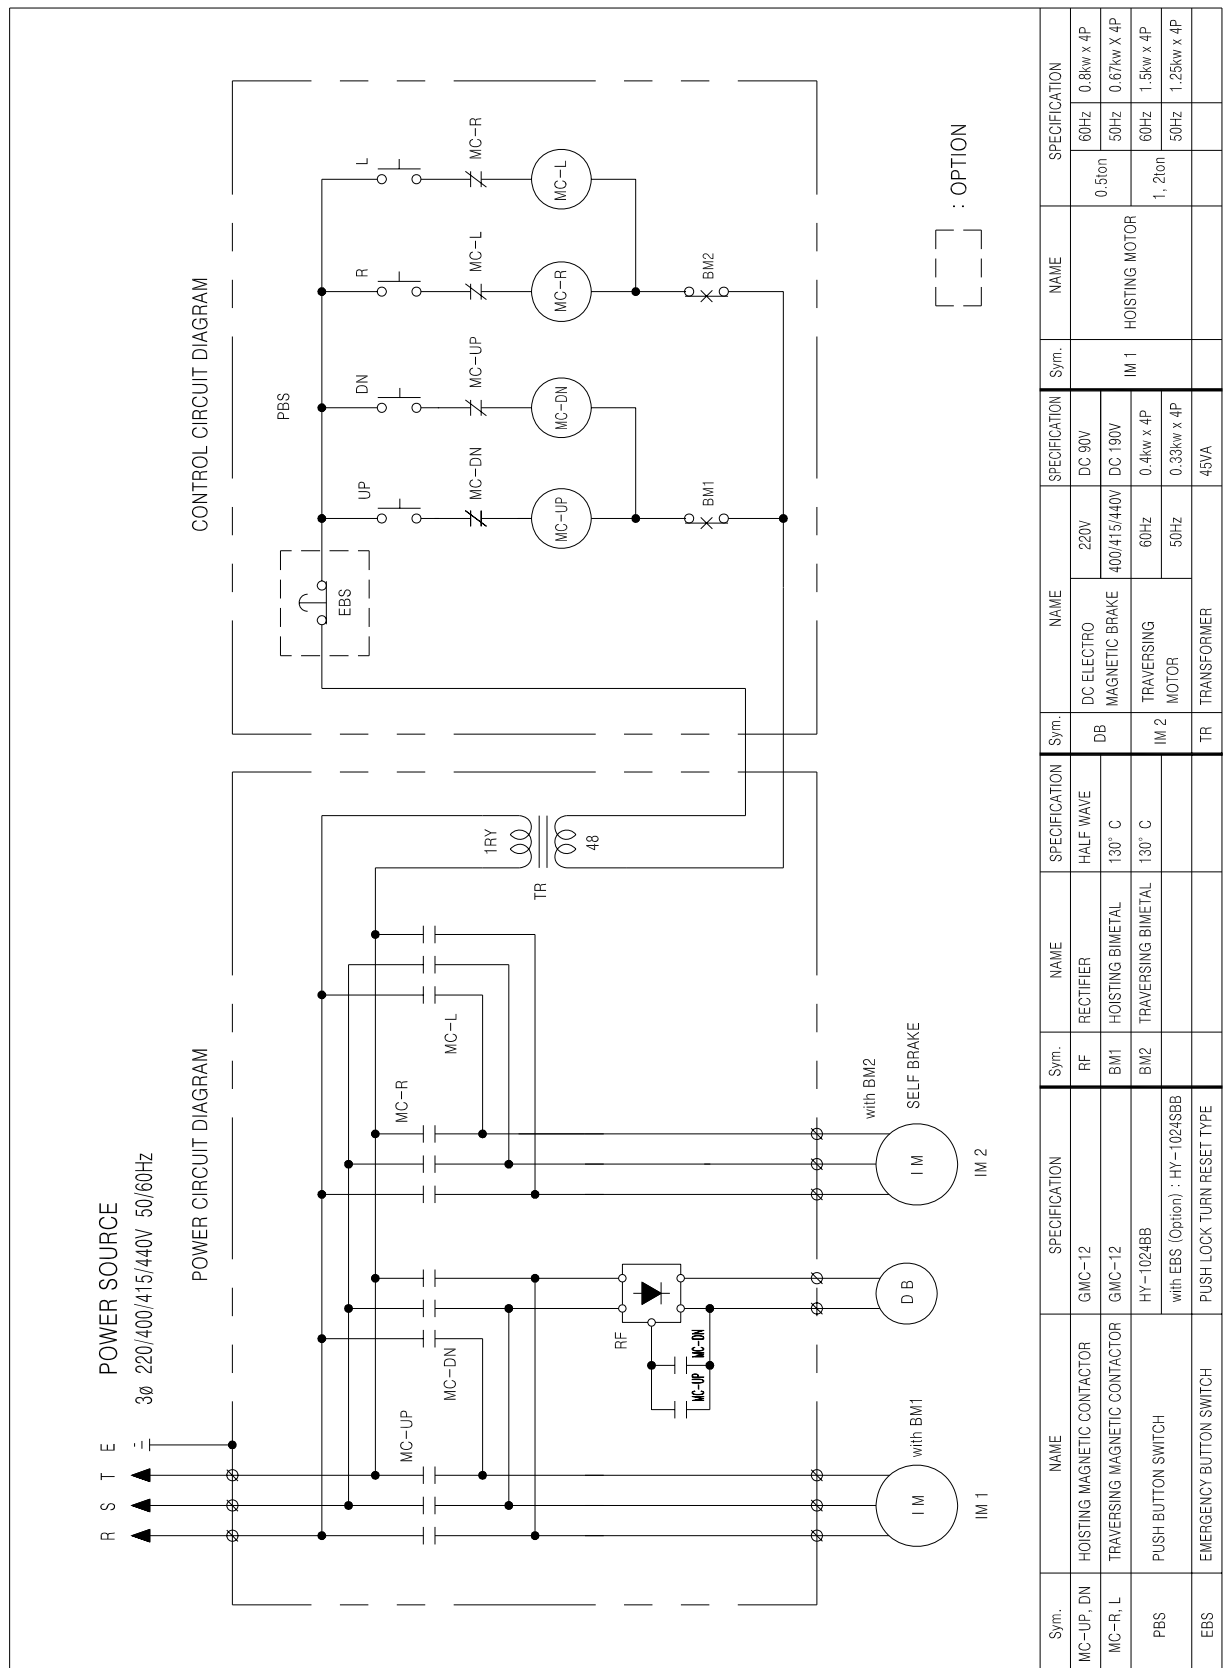 POWER SOURCE
3ø 220/400/415/440V 50/60Hz
R S T E
POWER CIRCUIT DIAGRAM
CONTROL CIRCUIT DIAGRAM
MC-UP
MC-DN
MC-R
MC-L
RF
MC-UP
MC-DN
IM
IM 1
with BM1
DB
IM
IM 2
with BM2
SELF BRAKE
1RY
TR
48
EBS
PBS
UP
DN
R
L
MC-DN
MC-UP
MC-L
MC-R
MC-UP
MC-DN
MC-R
MC-L
BM1
BM2
: OPTION
Sym. NAME SPECIFICATION Sym. NAME SPECIFICATION Sym. NAME SPECIFICATION Sym. NAME SPECIFICATION
MC-UP, DN HOISTING MAGNETIC CONTACTOR GMC-12 RF RECTIFIER HALF WAVE DB DC ELECTRO MAGNETIC BRAKE 220V DC 90V IM 1 HOISTING MOTOR 0.5ton 60Hz 0.8kw x 4P
MC-R, L TRAVERSING MAGNETIC CONTACTOR GMC-12 BM1 HOISTING BIMETAL 130° C 400/415/440V DC 190V 50Hz 0.67kw X 4P
PBS PUSH BUTTON SWITCH HY-1024BB BM2 TRAVERSING BIMETAL 130° C IM 2 TRAVERSING MOTOR 60Hz 0.4kw x 4P 1, 2ton 60Hz 1.5kw x 4P
with EBS (Option) : HY-1024SBB 50Hz 0.33kw x 4P 50Hz 1.25kw x 4P
EBS EMERGENCY BUTTON SWITCH PUSH LOCK TURN RESET TYPE TR TRANSFORMER 45VA